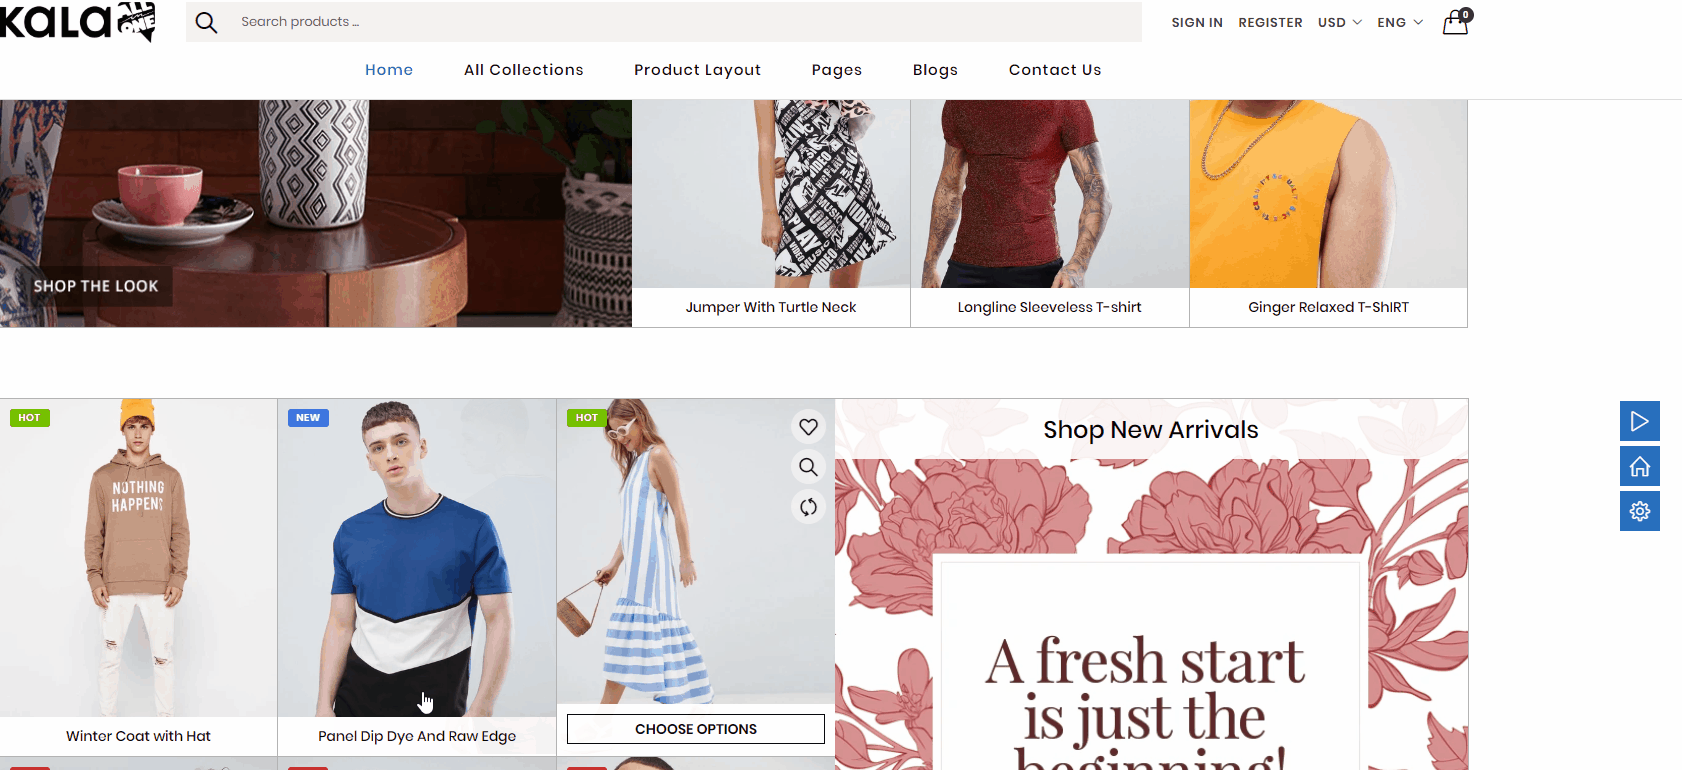 KALA ALL ONE
Search products ...
SIGN IN REGISTER USD ENG 0
Home All Collections Product Layout Pages Blogs Contact Us
SHOP THE LOOK
Jumper With Turtle Neck
Longline Sleeveless T-shirt
Ginger Relaxed T-ShIRT
HOT
NOTHING
HAPPENS
Winter Coat with Hat
NEW
Panel Dip Dye And Raw Edge
HOT
CHOOSE OPTIONS
Shop New Arrivals
A fresh start
is just the
beginning!